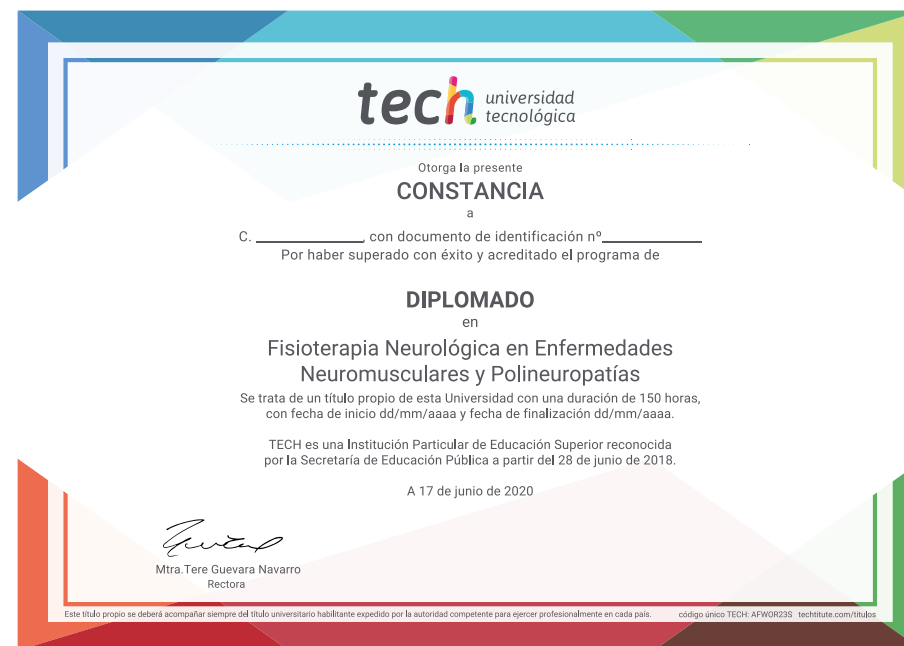 tech universidad
tecnológica
Otorga la presente
CONSTANCIA
a
C. ________________, con documento de identificación nº_______________
Por haber superado con éxito y acreditado el programa de
DIPLOMADO
en
Fisioterapia Neurológica en Enfermedades
Neuromusculares y Polineuropatías
Se trata de un título propio de esta Universidad con una duración de 150 horas,
con fecha de inicio dd/mm/aaaa y fecha de finalización dd/mm/aaaa.
TECH es una Institución Particular de Educación Superior reconocida
por la Secretaría de Educación Pública a partir del 28 de junio de 2018.
A 17 de junio de 2020
Mtra.Tere Guevara Navarro
Rectora
Este título propio se deberá acompañar siempre del título universitario habilitante expedido por la autoridad competente para ejercer profesionalmente en cada país. código único TECH: AFWOR23S techtitute.com/titulos